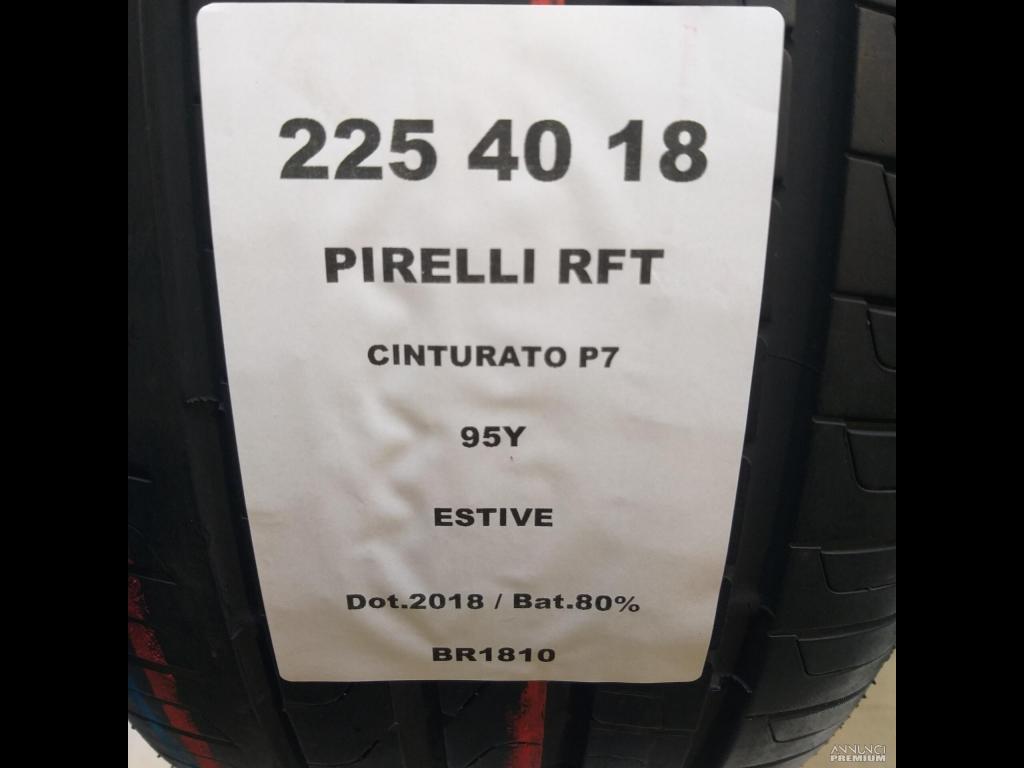 225 40 18
PIRELLI RFT
CINTURATO P7
95Y
ESTIVE
Dot.2018 / Bat.80%
BR1810
ANNUNCI
PREMIUM